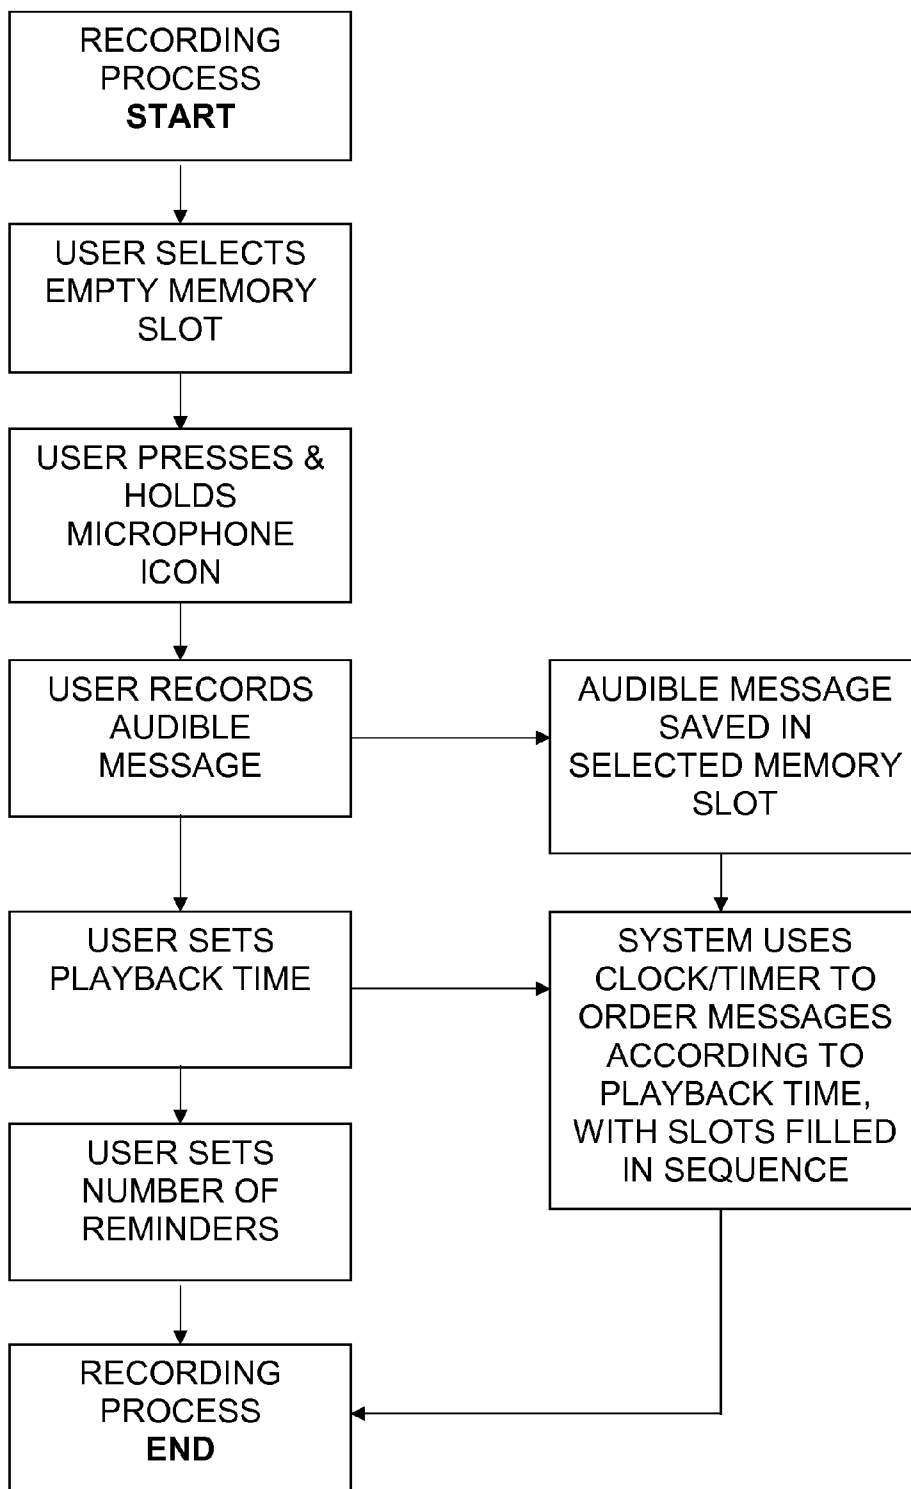 RECORDING
PROCESS
START
USER SELECTS
EMPTY MEMORY
SLOT
USER PRESSES &
HOLDS
MICROPHONE
ICON
USER RECORDS
AUDIBLE
MESSAGE
AUDIBLE MESSAGE
SAVED IN
SELECTED MEMORY
SLOT
USER SETS
PLAYBACK TIME
SYSTEM USES
CLOCK/TIMER TO
ORDER MESSAGES
ACCORDING TO
PLAYBACK TIME,
WITH SLOTS FILLED
IN SEQUENCE
USER SETS
NUMBER OF
REMINDERS
RECORDING
PROCESS
END